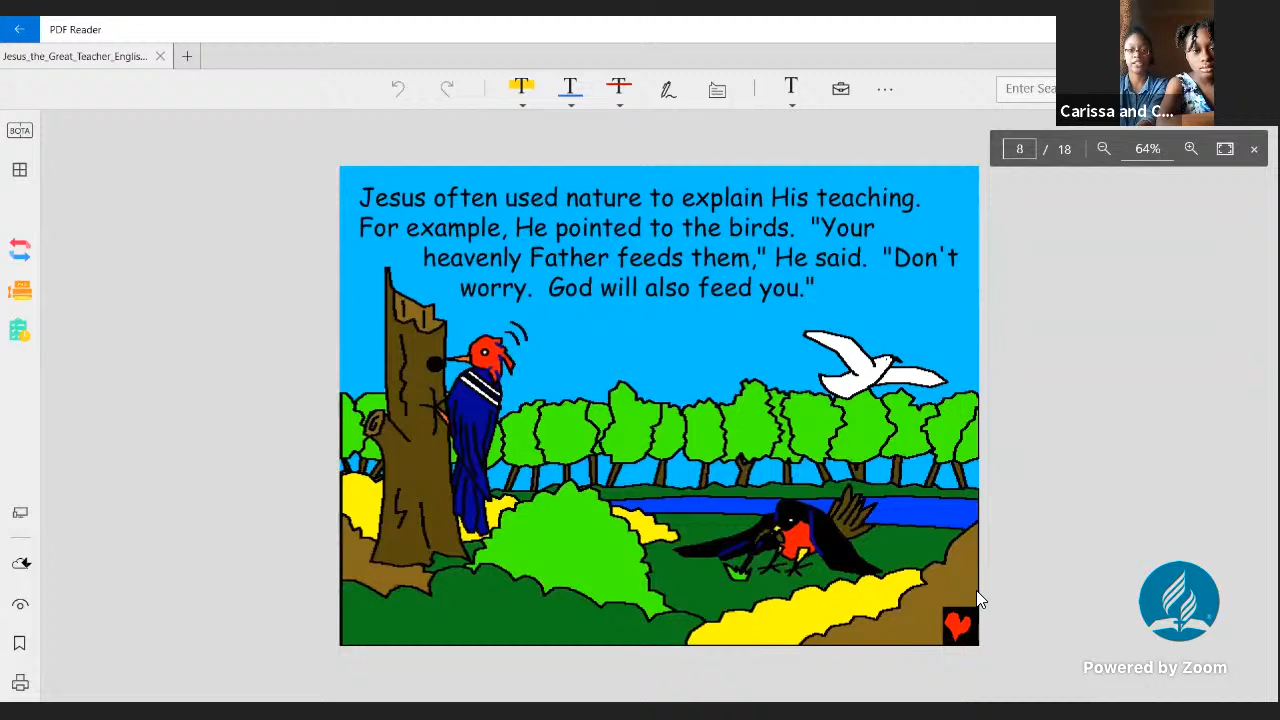 PDF Reader
Jesus_the_Great_Teacher_Englis...
T T T T
Enter Sea
Carissa and C...
BOTA
8 / 18 64%
Jesus often used nature to explain His teaching.
For example, He pointed to the birds. "Your
heavenly Father feeds them," He said. "Don't
worry. God will also feed you."
Powered by Zoom